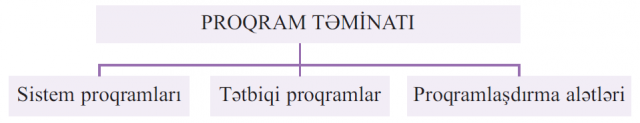 PROQRAM TƏMİNATI
Sistem proqramları
Tətbiqi proqramlar
Proqramlaşdırma alətləri